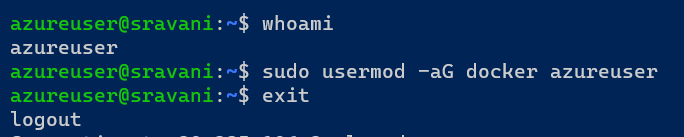 azureuser@sravani:~$ whoami
azureuser
azureuser@sravani:~$ sudo usermod -aG docker azureuser
azureuser@sravani:~$ exit
logout